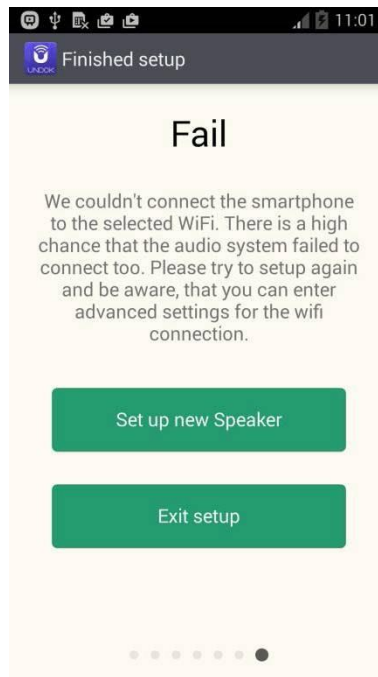 11:01
UNDOK
Finished setup
Fail
We couldn't connect the smartphone
to the selected WiFi. There is a high
chance that the audio system failed to
connect too. Please try to setup again
and be aware, that you can enter
advanced settings for the wifi
connection.
Set up new Speaker
Exit setup